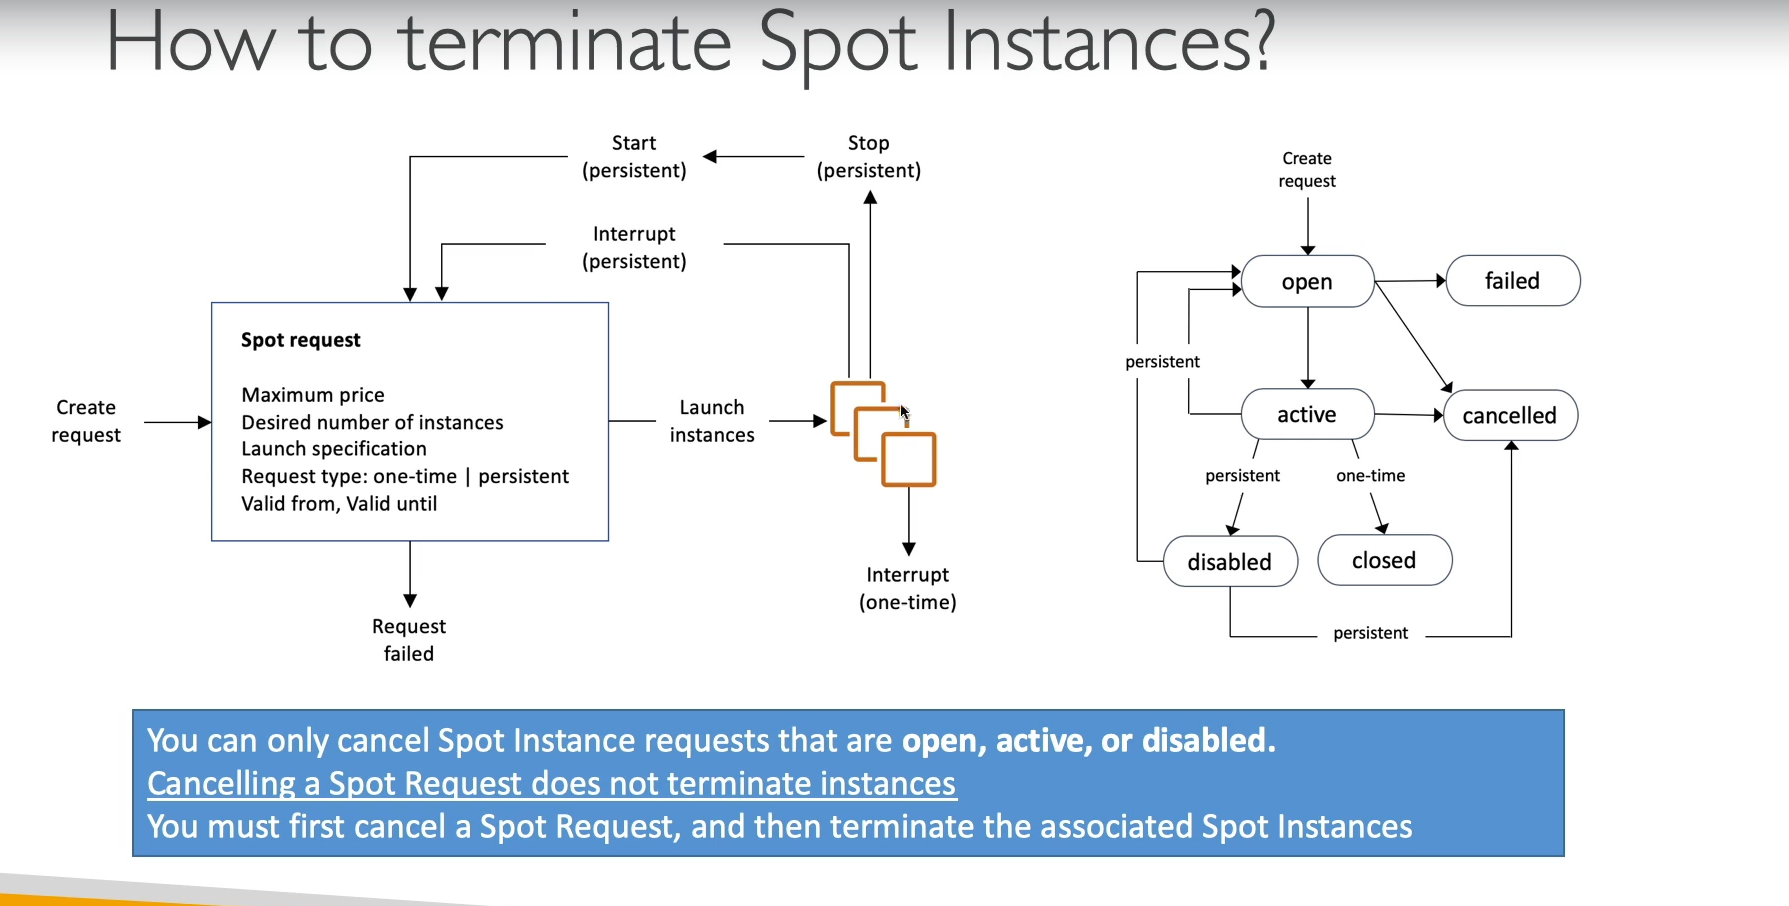 How to terminate Spot Instances?
Start
(persistent)
Stop
(persistent)
Interrupt
(persistent)
Spot request
Maximum price
Desired number of instances
Launch specification
Request type: one-time | persistent
Valid from, Valid until
Create
request
Launch
instances
Interrupt
(one-time)
Request
failed
Create
request
open
failed
persistent
active
cancelled
persistent
one-time
disabled
closed
persistent
You can only cancel Spot Instance requests that are open, active, or disabled.
Cancelling a Spot Request does not terminate instances
You must first cancel a Spot Request, and then terminate the associated Spot Instances